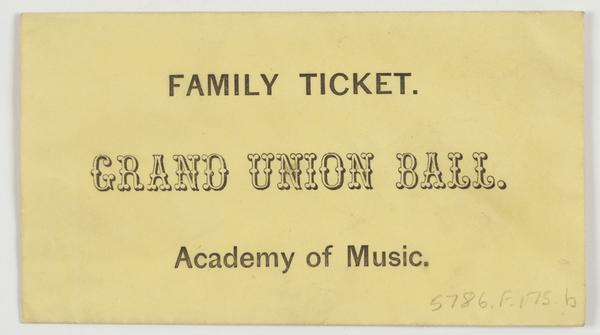 FAMILY TICKET.
GRAND UNION BALL.
Academy of Music.
5786.F.175.b